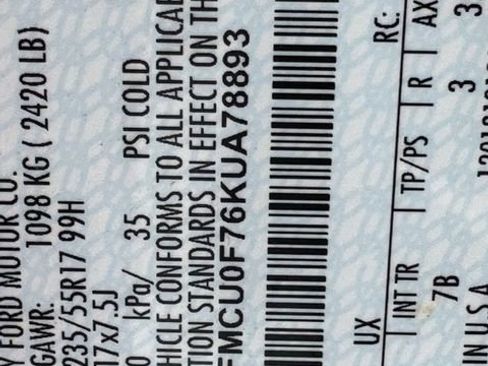 Y FORD MOTOR CO.
GAWR: 1098 KG ( 2420 LB)
235/55R17 99H
17x7.5J
0 kPa/ 35 PSI COLD
HICLE CONFORMS TO ALL APPLICAB
TION STANDARDS IN EFFECT ON TH
FMCU0F76KUA78893
RC:
UX
INT TR TP/PS R AX
7B 3 3
IN U.S.A